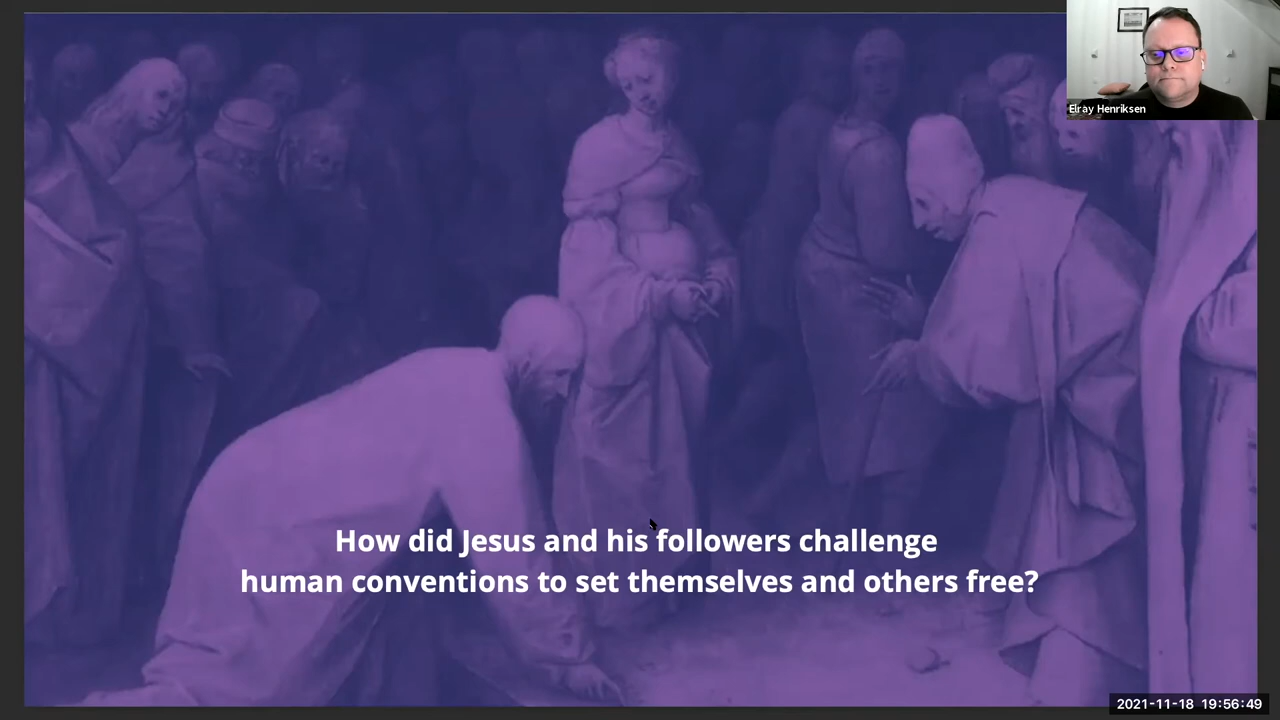 Elray Henriksen
How did Jesus and his followers challenge
human conventions to set themselves and others free?
2021-11-18 19:56:49